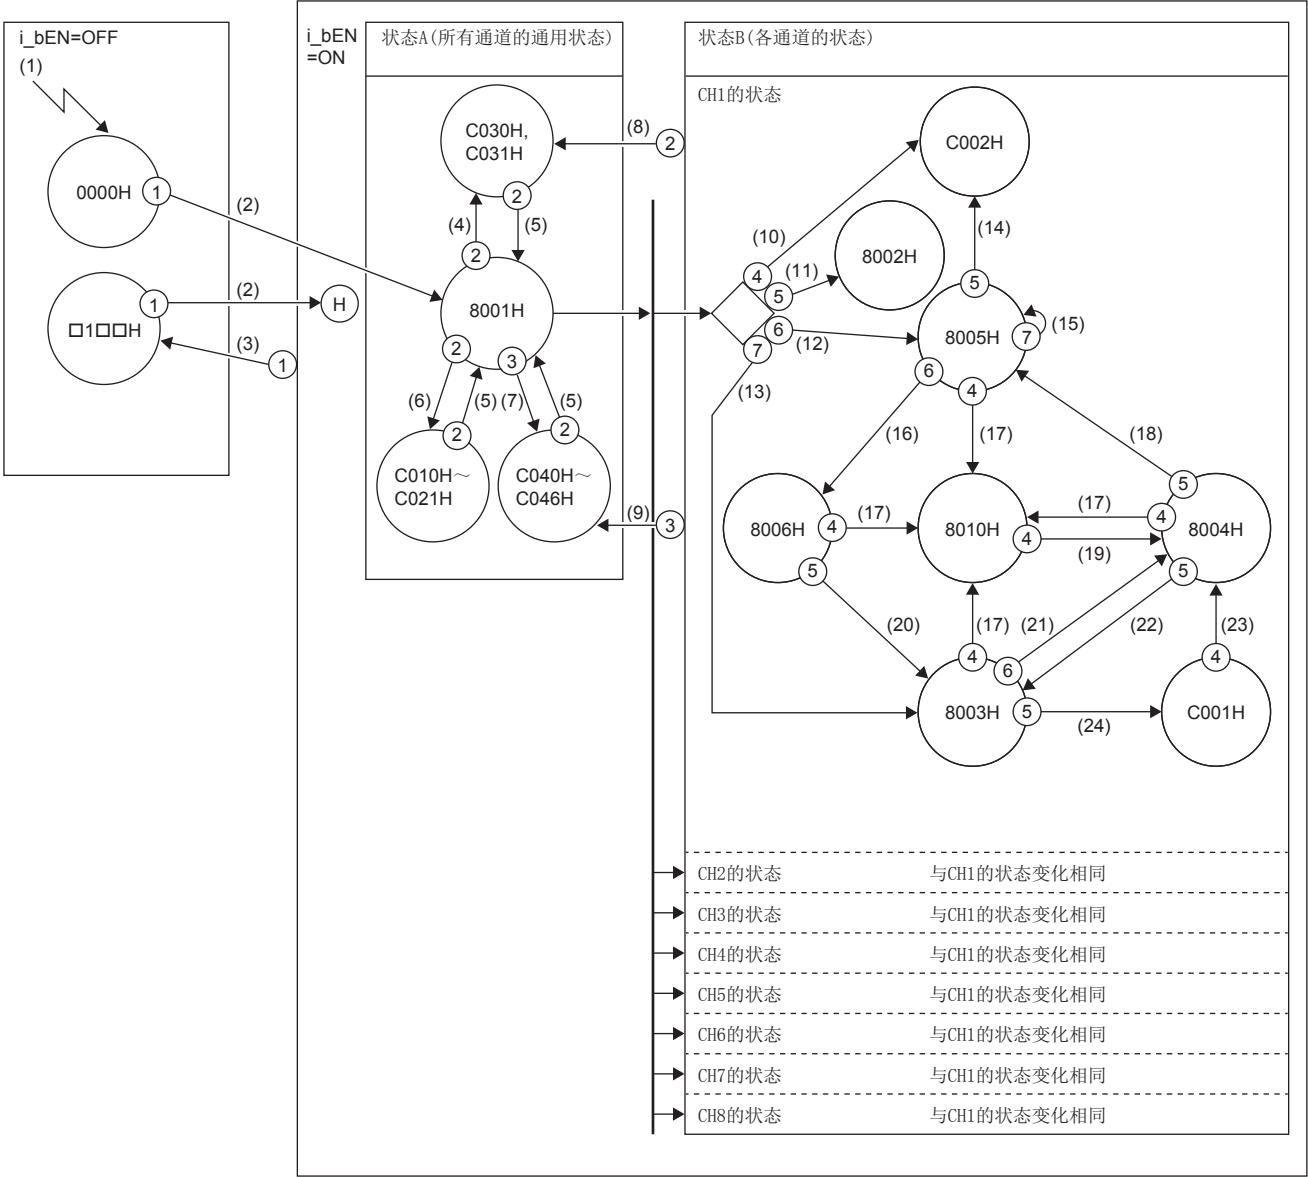 i_bEN=OFF
(1)
0000H
1
(2)
□1□□H
1
(2)
H
(3)
1
i_bEN
=ON
状态A(所有通道的通用状态)
C030H,
C031H
2
(8)
2
(4)
(5)
2
8001H
2
3
(6)
(5)
(7)
(5)
2
2
C010H～
C021H
C040H～
C046H
(9)
3
状态B(各通道的状态)
CH1的状态
C002H
(10)
8002H
(14)
4
(11)
5
5
6
(12)
7
8005H
7
(15)
(13)
6
4
(16)
(17)
(18)
5
8006H
4
(17)
8010H
4
(17)
4
(19)
8004H
5
5
(20)
(17)
(21)
(22)
(23)
4
6
4
8003H
5
(24)
C001H
CH2的状态 与CH1的状态变化相同
CH3的状态 与CH1的状态变化相同
CH4的状态 与CH1的状态变化相同
CH5的状态 与CH1的状态变化相同
CH6的状态 与CH1的状态变化相同
CH7的状态 与CH1的状态变化相同
CH8的状态 与CH1的状态变化相同